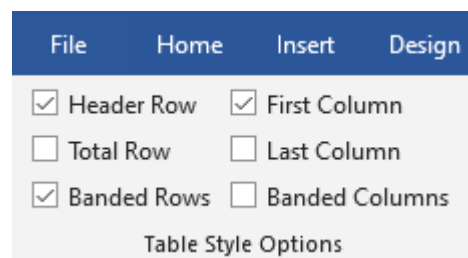 File Home Insert Design
Header Row First Column
Total Row Last Column
Banded Rows Banded Columns
Table Style Options